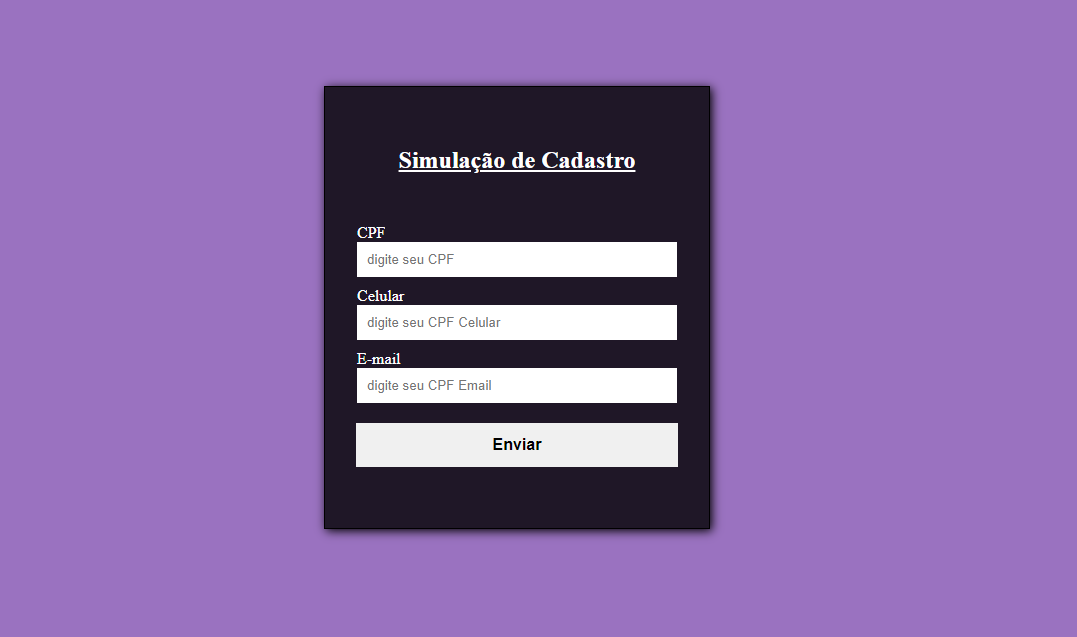 Simulação de Cadastro
CPF
digite seu CPF
Celular
digite seu CPF Celular
E-mail
digite seu CPF Email
Enviar